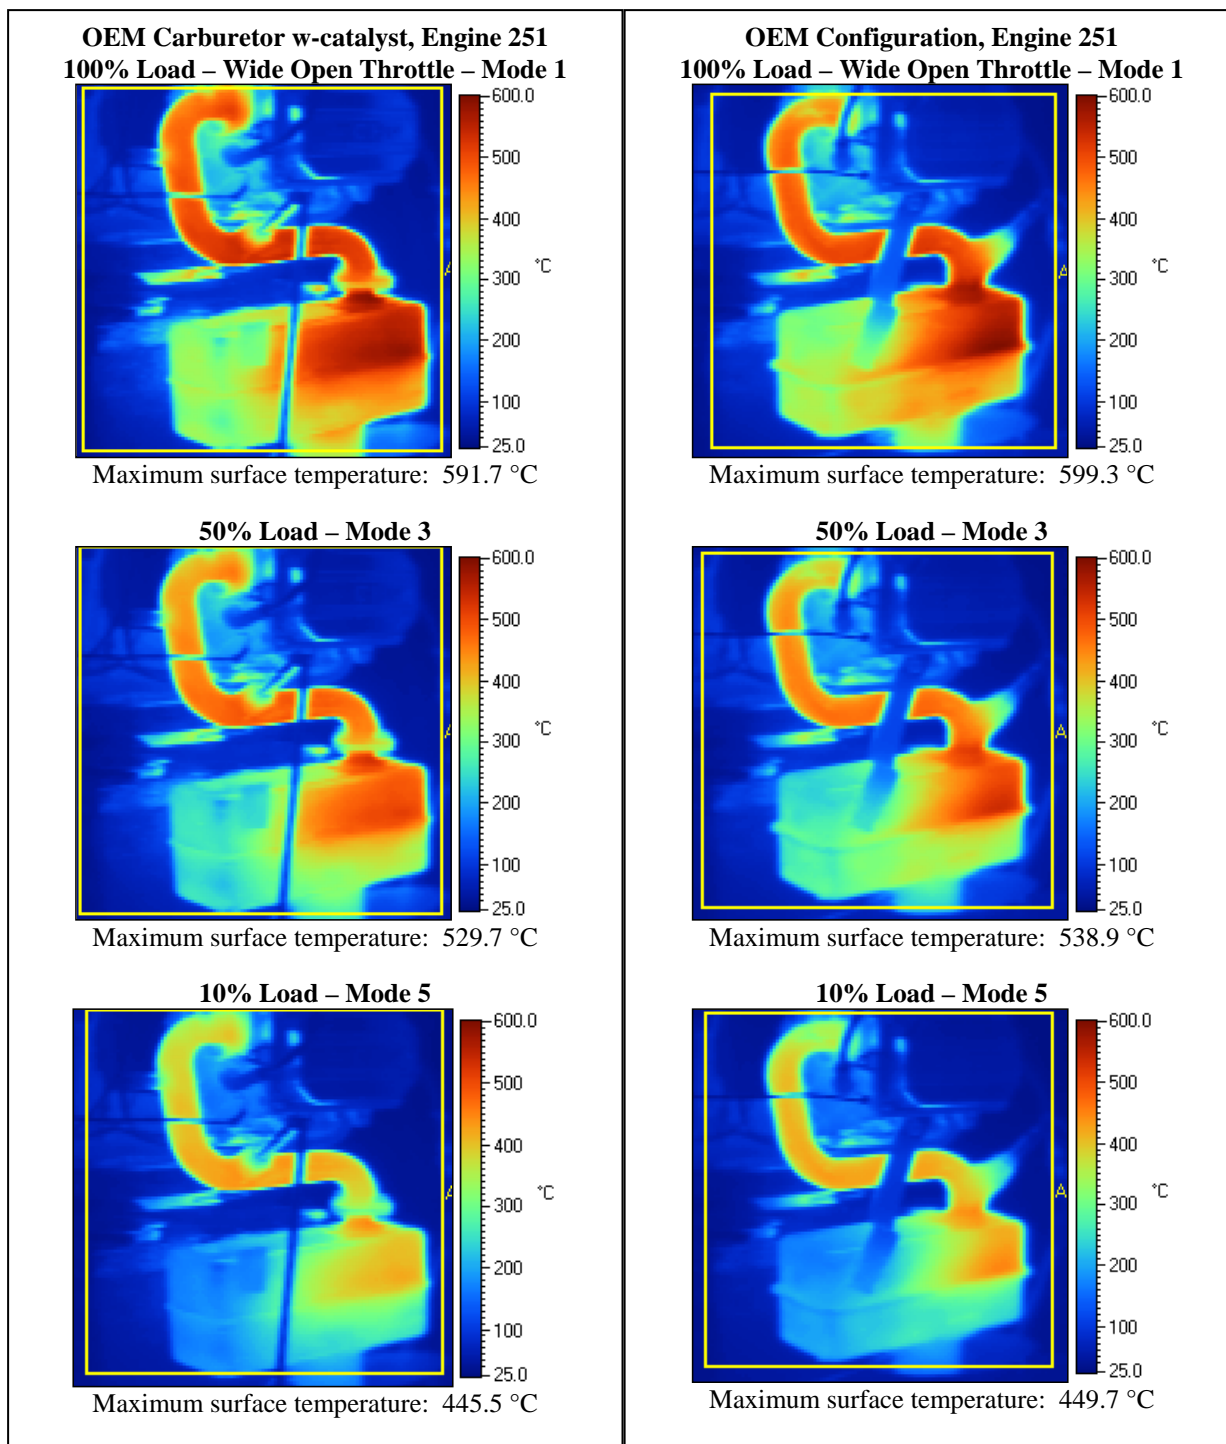 OEM Carburetor w-catalyst, Engine 251
100% Load – Wide Open Throttle – Mode 1
600.0
500
400
°C
300
A
200
100
25.0
Maximum surface temperature: 591.7 °C
50% Load – Mode 3
600.0
500
400
°C
300
A
200
100
25.0
Maximum surface temperature: 529.7 °C
10% Load – Mode 5
600.0
500
400
°C
300
A
200
100
25.0
Maximum surface temperature: 445.5 °C
OEM Configuration, Engine 251
100% Load – Wide Open Throttle – Mode 1
600.0
500
400
°C
300
A
200
100
25.0
Maximum surface temperature: 599.3 °C
50% Load – Mode 3
600.0
500
400
°C
300
A
200
100
25.0
Maximum surface temperature: 538.9 °C
10% Load – Mode 5
600.0
500
400
°C
300
A
200
100
25.0
Maximum surface temperature: 449.7 °C